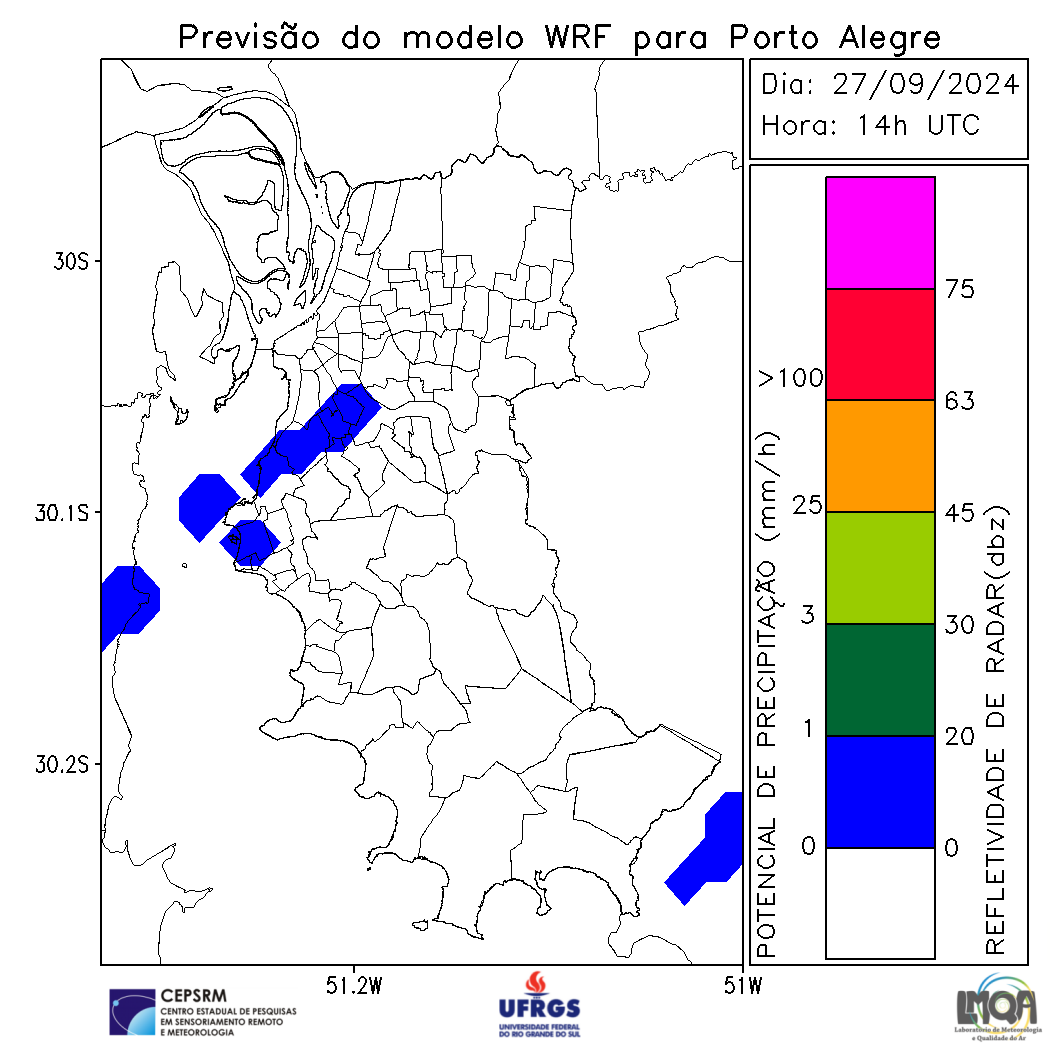 Previsão do modelo WRF para Porto Alegre
Dia: 27/09/2024
Hora: 14h UTC
30S
30.1S
30.2S
51.2W
51W
POTENCIAL DE PRECIPITAÇÃO (mm/h)
>100
25
3
1
0
75
63
45
30
20
0
REFLETIVIDADE DE RADAR(dbz)
CEPSRM
CENTRO ESTADUAL DE PESQUISAS
EM SENSORIAMENTO REMOTO
E METEOROLOGIA
UFRGS
UNIVERSIDADE FEDERAL
DO RIO GRANDE DO SUL
LMQA
Laboratório de Meteorologia
e Qualidade do Ar